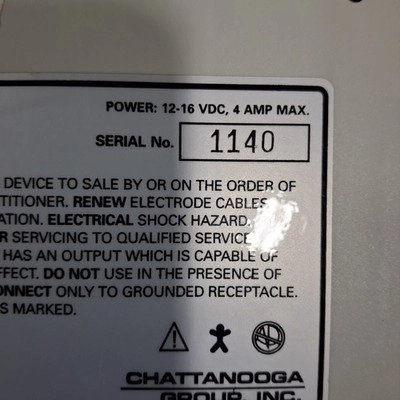 POWER: 12-16 VDC, 4 AMP MAX.
SERIAL No. 1140
DEVICE TO SALE BY OR ON THE ORDER OF
TITIONER. RENEW ELECTRODE CABLES
ATION. ELECTRICAL SHOCK HAZARD.
R SERVICING TO QUALIFIED SERVICE
HAS AN OUTPUT WHICH IS CAPABLE OF
FFECT. DO NOT USE IN THE PRESENCE OF
ONNECT ONLY TO GROUNDED RECEPTACLE.
S MARKED.
CHATTANOOGA
GROUP, INC.